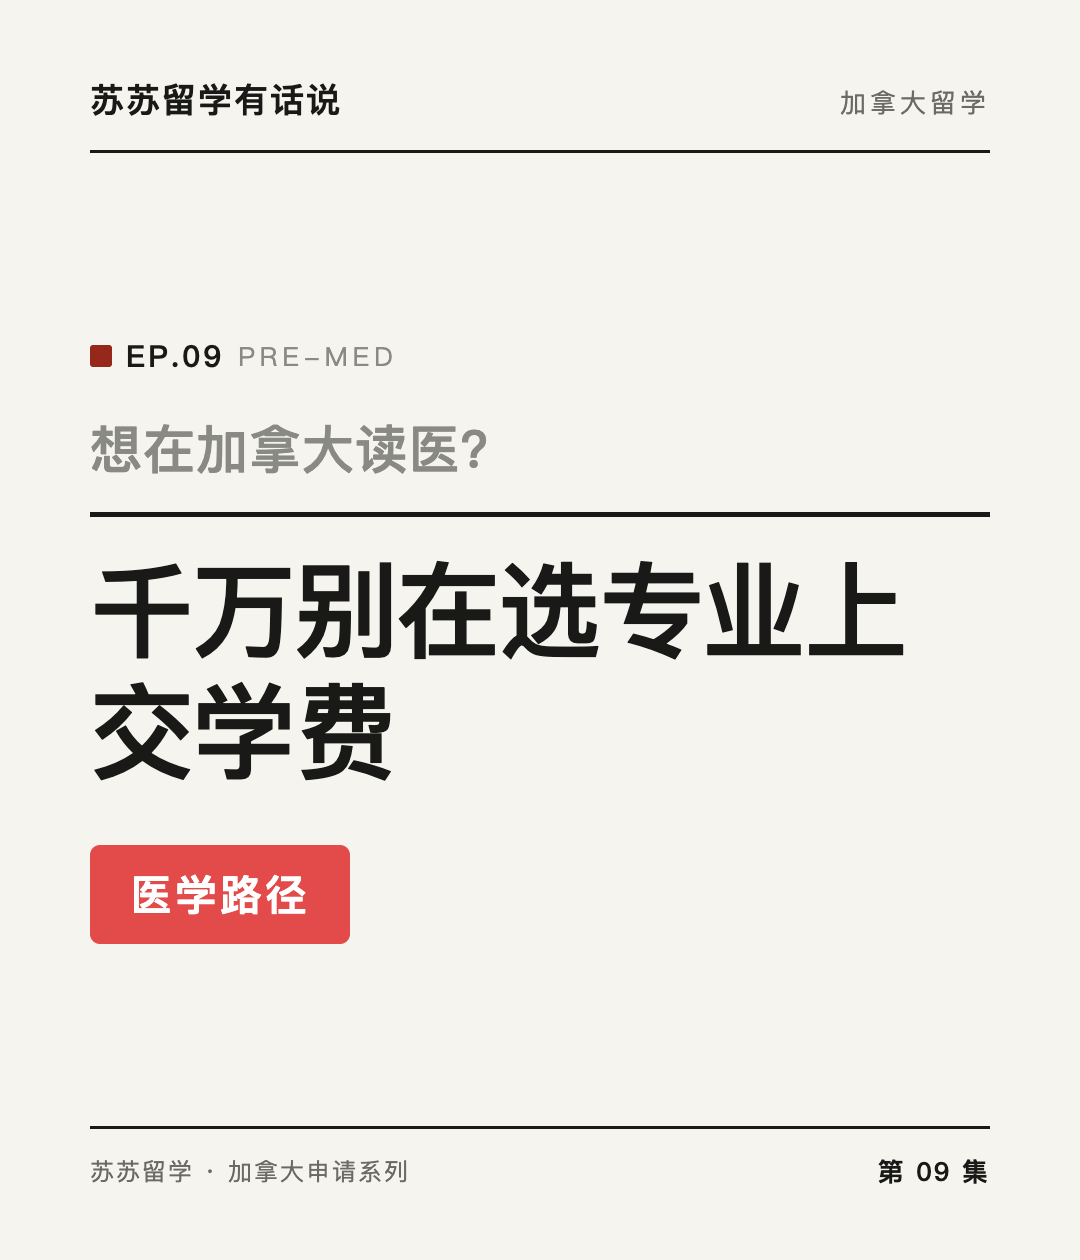 苏苏留学有话说
加拿大留学
EP.09 PRE–MED
想在加拿大读医?
千万别在选专业上
交学费
医学路径
苏苏留学 · 加拿大申请系列
第 09 集